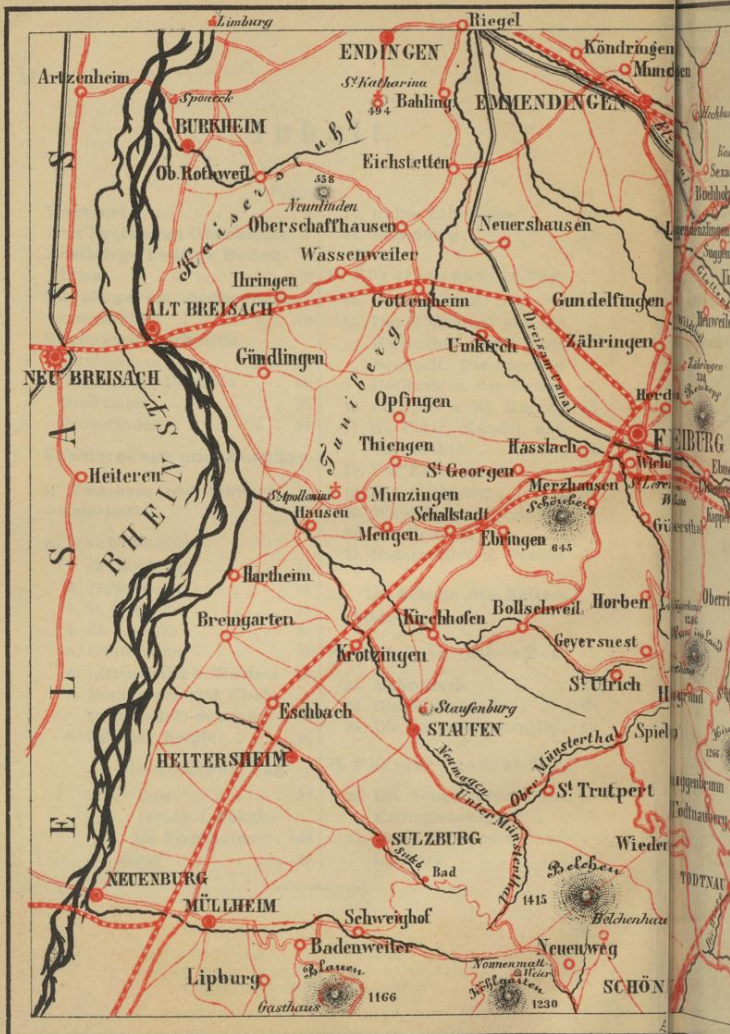 Limburg
Riegel
ENDINGEN
Köndringen
Artzenheim
St Katharina
494
Bahling
EMMENDINGEN
Sponeck
BURKHEIM
Ob. Rothweil
Kaiserstuhl
Eichstetten
558
Neunlinden
Oberschaffhausen
Neuershausen
Wassenweiler
Ihringen
Gottenheim
Gundelfingen
ALT BREISACH
Umkirch
Dreisam canal
Zähringen
Zähringen
NEU BREISACH
Gündlingen
Tuniberg
Opfingen
Thiengen
Hasslach
St Georgen
Merzhausen
Heiteren
St Apollonius
Munzingen
Hausen
Mengen
Schallstadt
Ebringen
Schönberg
645
RHEIN ST.
ELSASS
Hartheim
Bremgarten
Kirchhofen
Bollschweil
Horben
Geyersnest
Krotzingen
St Ulrich
Eschbach
Staufenburg
STAUFEN
HEITERSHEIM
Neumagen
Unter Münsterthal
Ober Münsterthal
St Trutpert
SULZBURG
Sulzb
Bad
Belchen
1415
TODTNAU
NEUENBURG
MÜLLHEIM
Schweighof
Badenweiler
Neuenweg
Nonnenmatt-
Weier
Lipburg
Blauen
1166
Gasthaus
Köhlgarten
1230